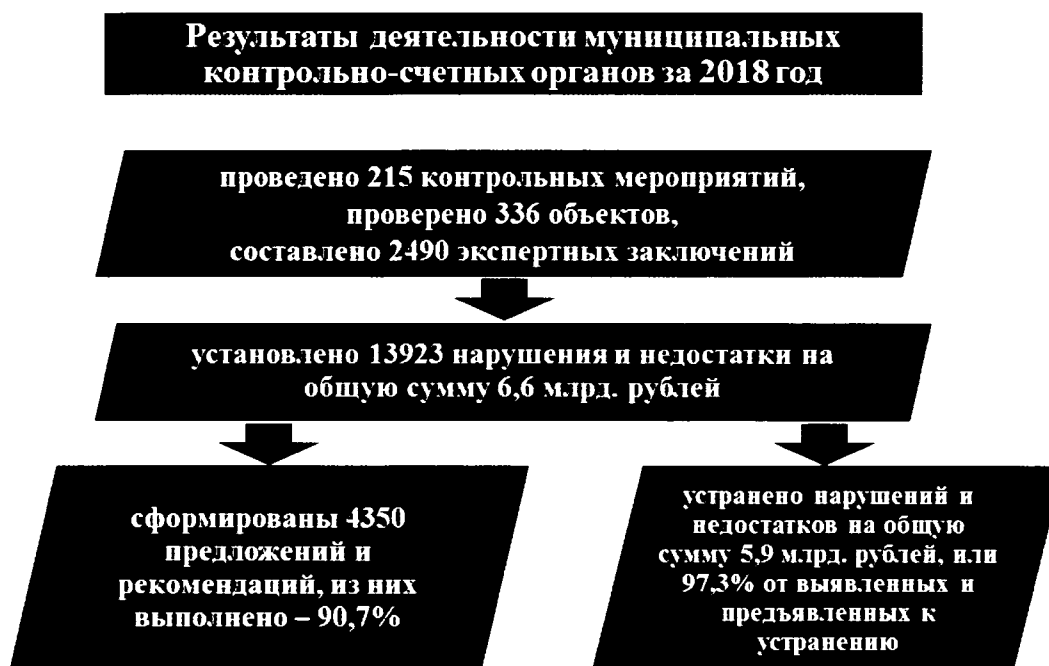 Результаты деятельности муниципальных
контрольно-счетных органов за 2018 год
проведено 215 контрольных мероприятий,
проверено 336 объектов,
составлено 2490 экспертных заключений
установлено 13923 нарушения и недостатки на
общую сумму 6,6 млрд. рублей
сформированы 4350
предложений и
рекомендаций, из них
выполнено – 90,7%
устранено нарушений и
недостатков на общую
сумму 5,9 млрд. рублей, или
97,3% от выявленных и
предъявленных к
устранению